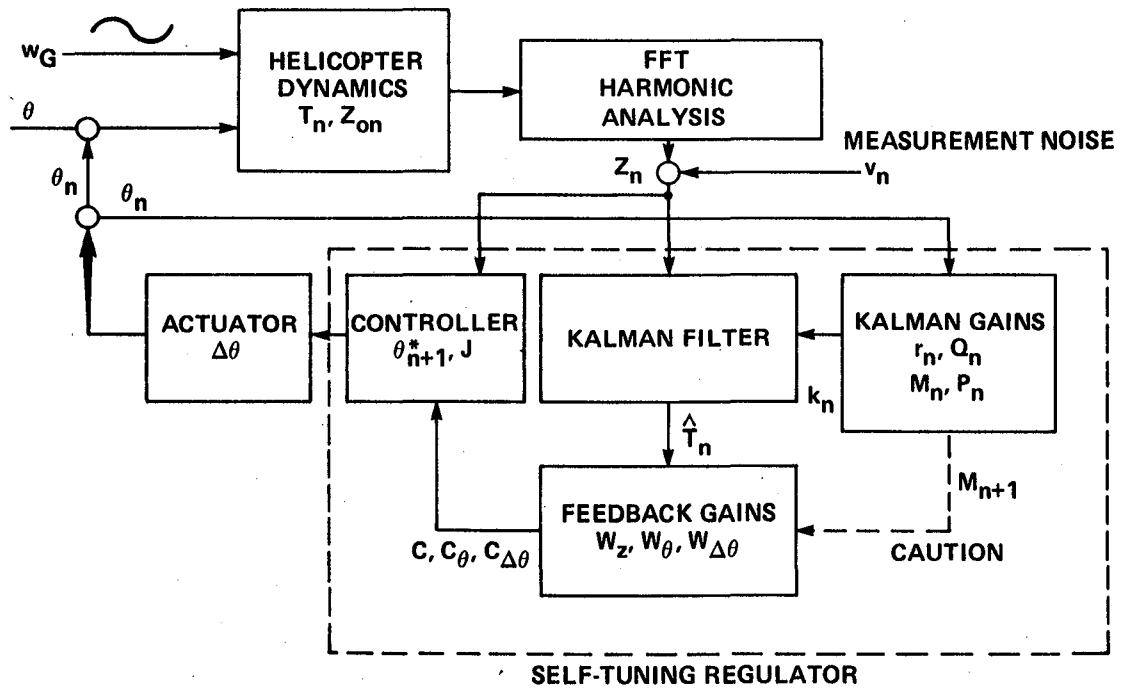 w_G
HELICOPTER
DYNAMICS
T_n, Z_on
FFT
HARMONIC
ANALYSIS
θ
MEASUREMENT NOISE
v_n
Z_n
θ_n
θ_n
ACTUATOR
Δθ
CONTROLLER
θ*_n+1, J
KALMAN FILTER
KALMAN GAINS
r_n, Q_n
M_n, P_n
k_n
T̂_n
M_n+1
FEEDBACK GAINS
W_z, W_θ, W_Δθ
C, C_θ, C_Δθ
CAUTION
SELF-TUNING REGULATOR